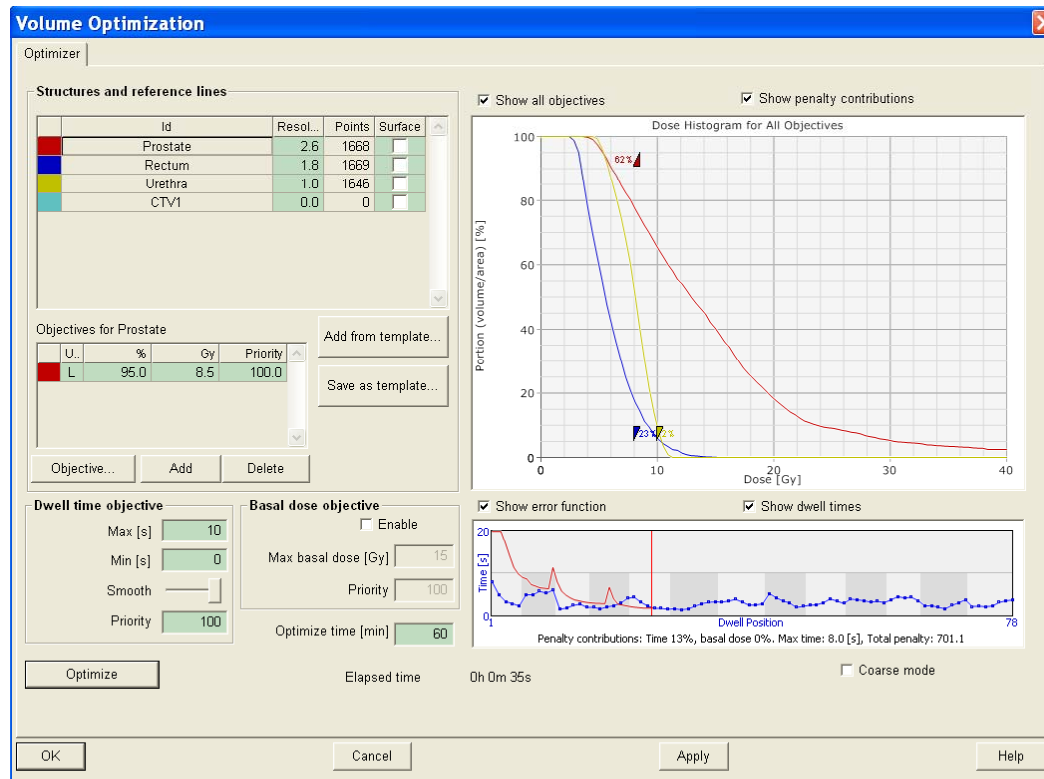 Volume Optimization
Optimizer
Structures and reference lines
Id Resol... Points Surface
Prostate 2.6 1668
Rectum 1.8 1669
Urethra 1.0 1646
CTV1 0.0 0
Objectives for Prostate
U.. % Gy Priority
L 95.0 8.5 100.0
Add from template...
Save as template...
Objective... Add Delete
Dwell time objective
Max [s] 10
Min [s] 0
Smooth
Priority 100
Basal dose objective
Enable
Max basal dose [Gy] 15
Priority 100
Optimize time [min] 60
Optimize
Elapsed time 0h 0m 35s
Show all objectives Show penalty contributions
Dose Histogram for All Objectives
Portion (volume/area) [%]
100
80
60
40
20
0
62%
23% 2%
0 10 20 30 40
Dose [Gy]
Show error function Show dwell times
Time [s]
20
0
1 78
Dwell Position
Penalty contributions: Time 13%, basal dose 0%. Max time: 8.0 [s], Total penalty: 701.1
Coarse mode
OK Cancel Apply Help